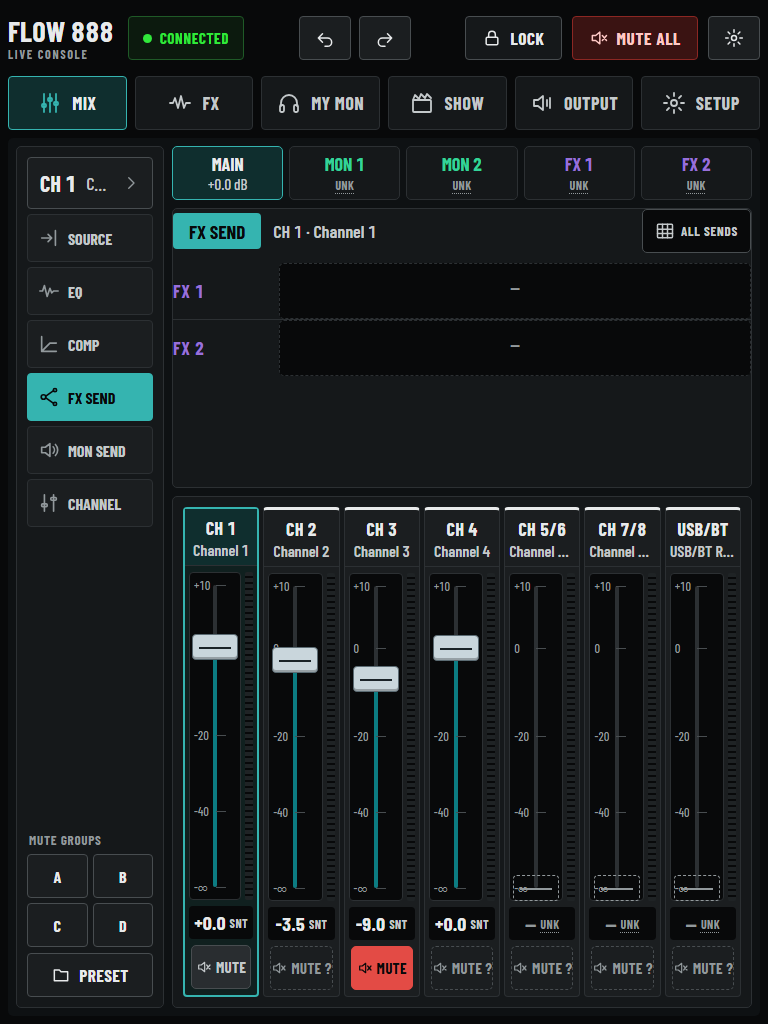 FLOW 888
LIVE CONSOLE
CONNECTED
LOCK
MUTE ALL
MIX
FX
MY MON
SHOW
OUTPUT
SETUP
CH 1 C...
SOURCE
EQ
COMP
FX SEND
MON SEND
CHANNEL
MUTE GROUPS
A
B
C
D
PRESET
MAIN
+0.0 dB
MON 1
UNK
MON 2
UNK
FX 1
UNK
FX 2
UNK
FX SEND
CH 1 · Channel 1
ALL SENDS
FX 1
—
FX 2
—
CH 1
Channel 1
+10
-20
-40
-∞
+0.0 SNT
MUTE
CH 2
Channel 2
+10
0
-20
-40
-∞
-3.5 SNT
MUTE ?
CH 3
Channel 3
+10
0
-20
-40
-∞
-9.0 SNT
MUTE
CH 4
Channel 4
+10
-20
-40
-∞
+0.0 SNT
MUTE ?
CH 5/6
Channel ...
+10
0
-20
-40
-∞
— UNK
MUTE ?
CH 7/8
Channel ...
+10
0
-20
-40
-∞
— UNK
MUTE ?
USB/BT
USB/BT R...
+10
0
-20
-40
-∞
— UNK
MUTE ?